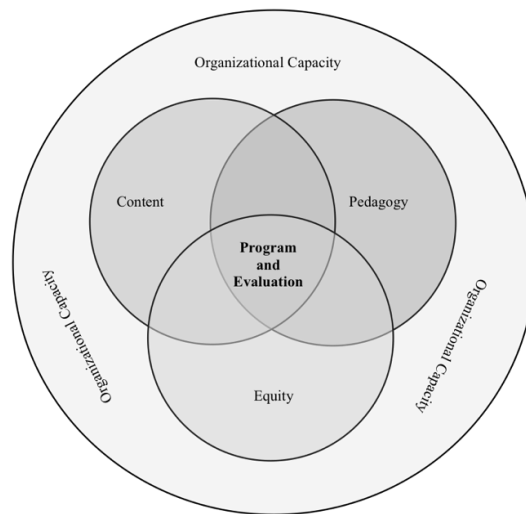 Organizational Capacity
Content
Pedagogy
Program
and
Evaluation
Organizational Capacity
Organizational Capacity
Equity